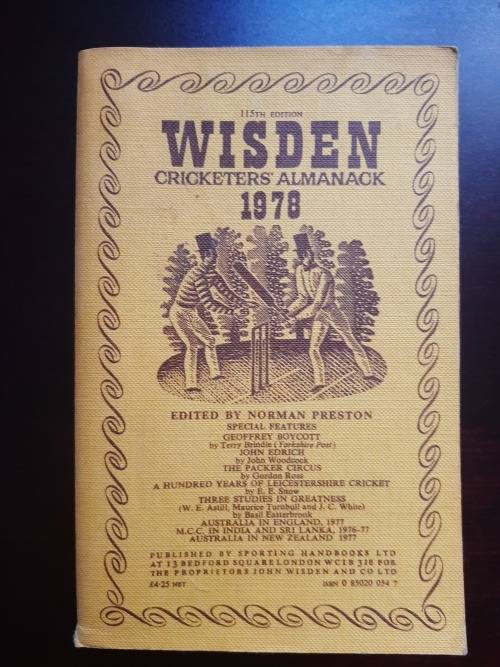 115TH EDITION
WISDEN
CRICKETERS' ALMANACK
1978
EDITED BY NORMAN PRESTON
SPECIAL FEATURES
GEOFFREY BOYCOTT
by Terry Brindle (Yorkshire Post)
JOHN EDRICH
by John Woodcock
THE PACKER CIRCUS
by Gordon Ross
A HUNDRED YEARS OF LEICESTERSHIRE CRICKET
by E. E. Snow
THREE STUDIES IN GREATNESS
(W. E. Astill, Maurice Turnbull and J. C. White)
by Basil Easterbrook
AUSTRALIA IN ENGLAND, 1977
M.C.C. IN INDIA AND SRI LANKA, 1976-77
AUSTRALIA IN NEW ZEALAND 1977
PUBLISHED BY SPORTING HANDBOOKS LTD
AT 13 BEDFORD SQUARE LONDON WC1B 3JE FOR
THE PROPRIETORS JOHN WISDEN AND CO LTD
£4·25 NET ISBN 0 85020 054 7